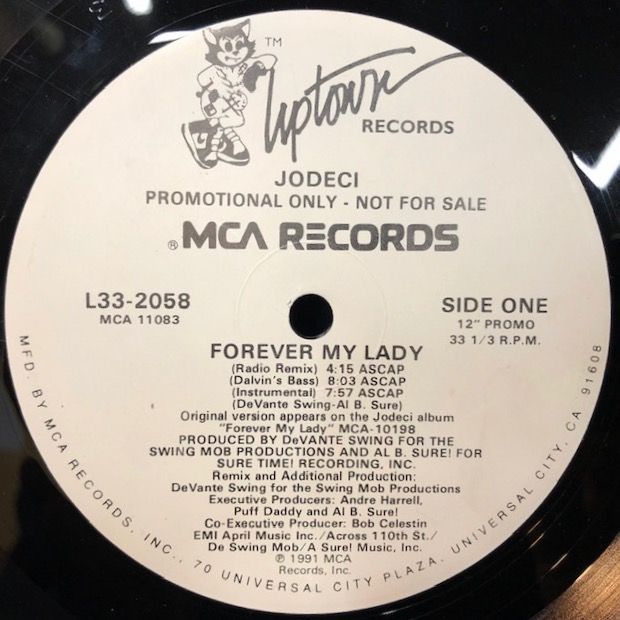 TM
Uptown
RECORDS
JODECI
PROMOTIONAL ONLY - NOT FOR SALE
® MCA RECORDS
L33-2058
MCA 11083
SIDE ONE
12" PROMO
33 1/3 R.P.M.
FOREVER MY LADY
(Radio Remix) 4:15 ASCAP
(Dalvin's Bass) 8:03 ASCAP
(Instrumental) 7:57 ASCAP
(DeVante Swing-Al B. Sure)
Original version appears on the Jodeci album
"Forever My Lady" MCA-10198
PRODUCED BY DeVANTE SWING FOR THE
SWING MOB PRODUCTIONS AND AL B. SURE! FOR
SURE TIME! RECORDING, INC.
Remix and Additional Production:
DeVante Swing for the Swing Mob Productions
Executive Producers: Andre Harrell,
Puff Daddy and Al B. Sure!
Co-Executive Producer: Bob Celestin
EMI April Music Inc./Across 110th St./
De Swing Mob/A Sure! Music, Inc.
℗ 1991 MCA
Records, Inc.
MFD. BY MCA RECORDS, INC., 70 UNIVERSAL CITY PLAZA, UNIVERSAL CITY, CA 91608